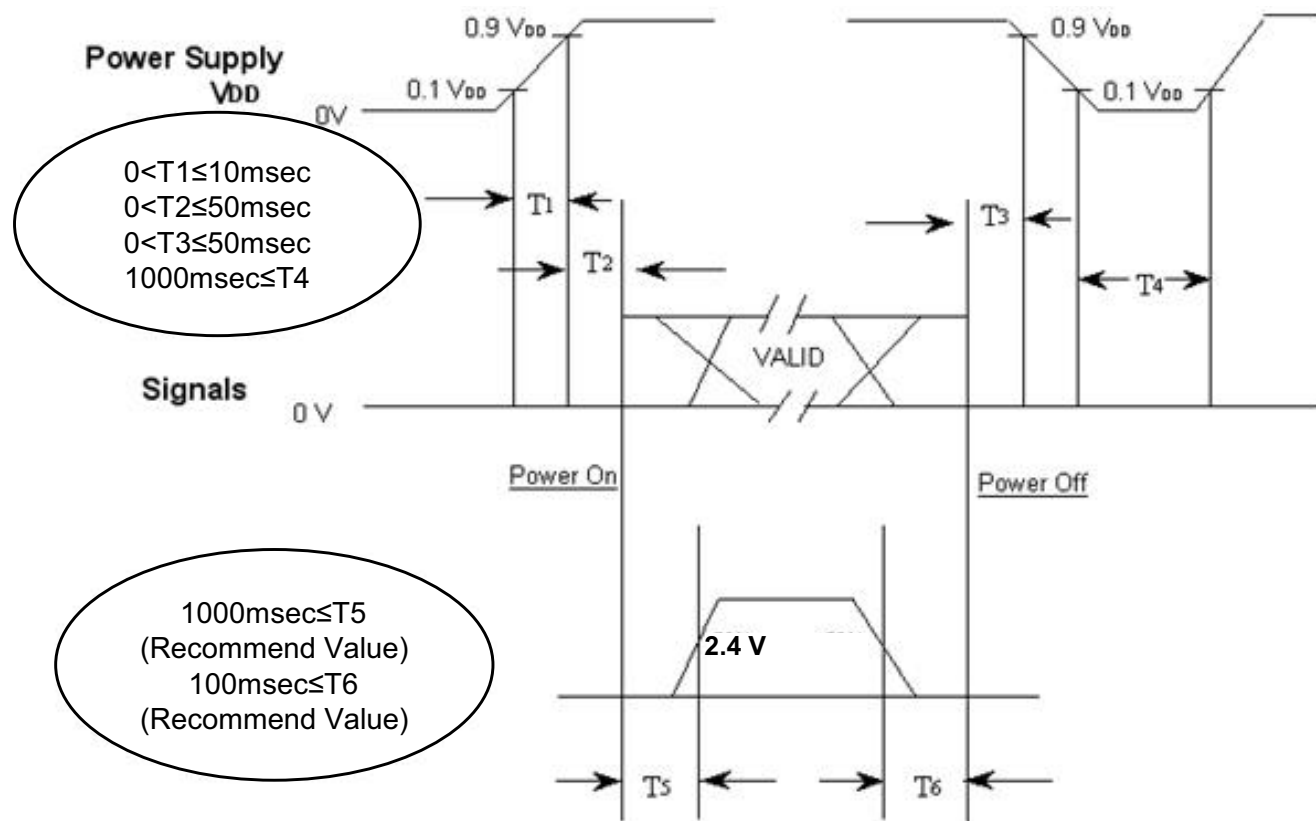 0.9 VDD
0.9 VDD
Power Supply
VDD
0.1 VDD
0.1 VDD
0V
0<T1≤10msec
0<T2≤50msec
0<T3≤50msec
1000msec≤T4
T1
T3
T2
T4
VALID
Signals
0 V
Power On
Power Off
1000msec≤T5
(Recommend Value)
100msec≤T6
(Recommend Value)
2.4 V
T5
T6